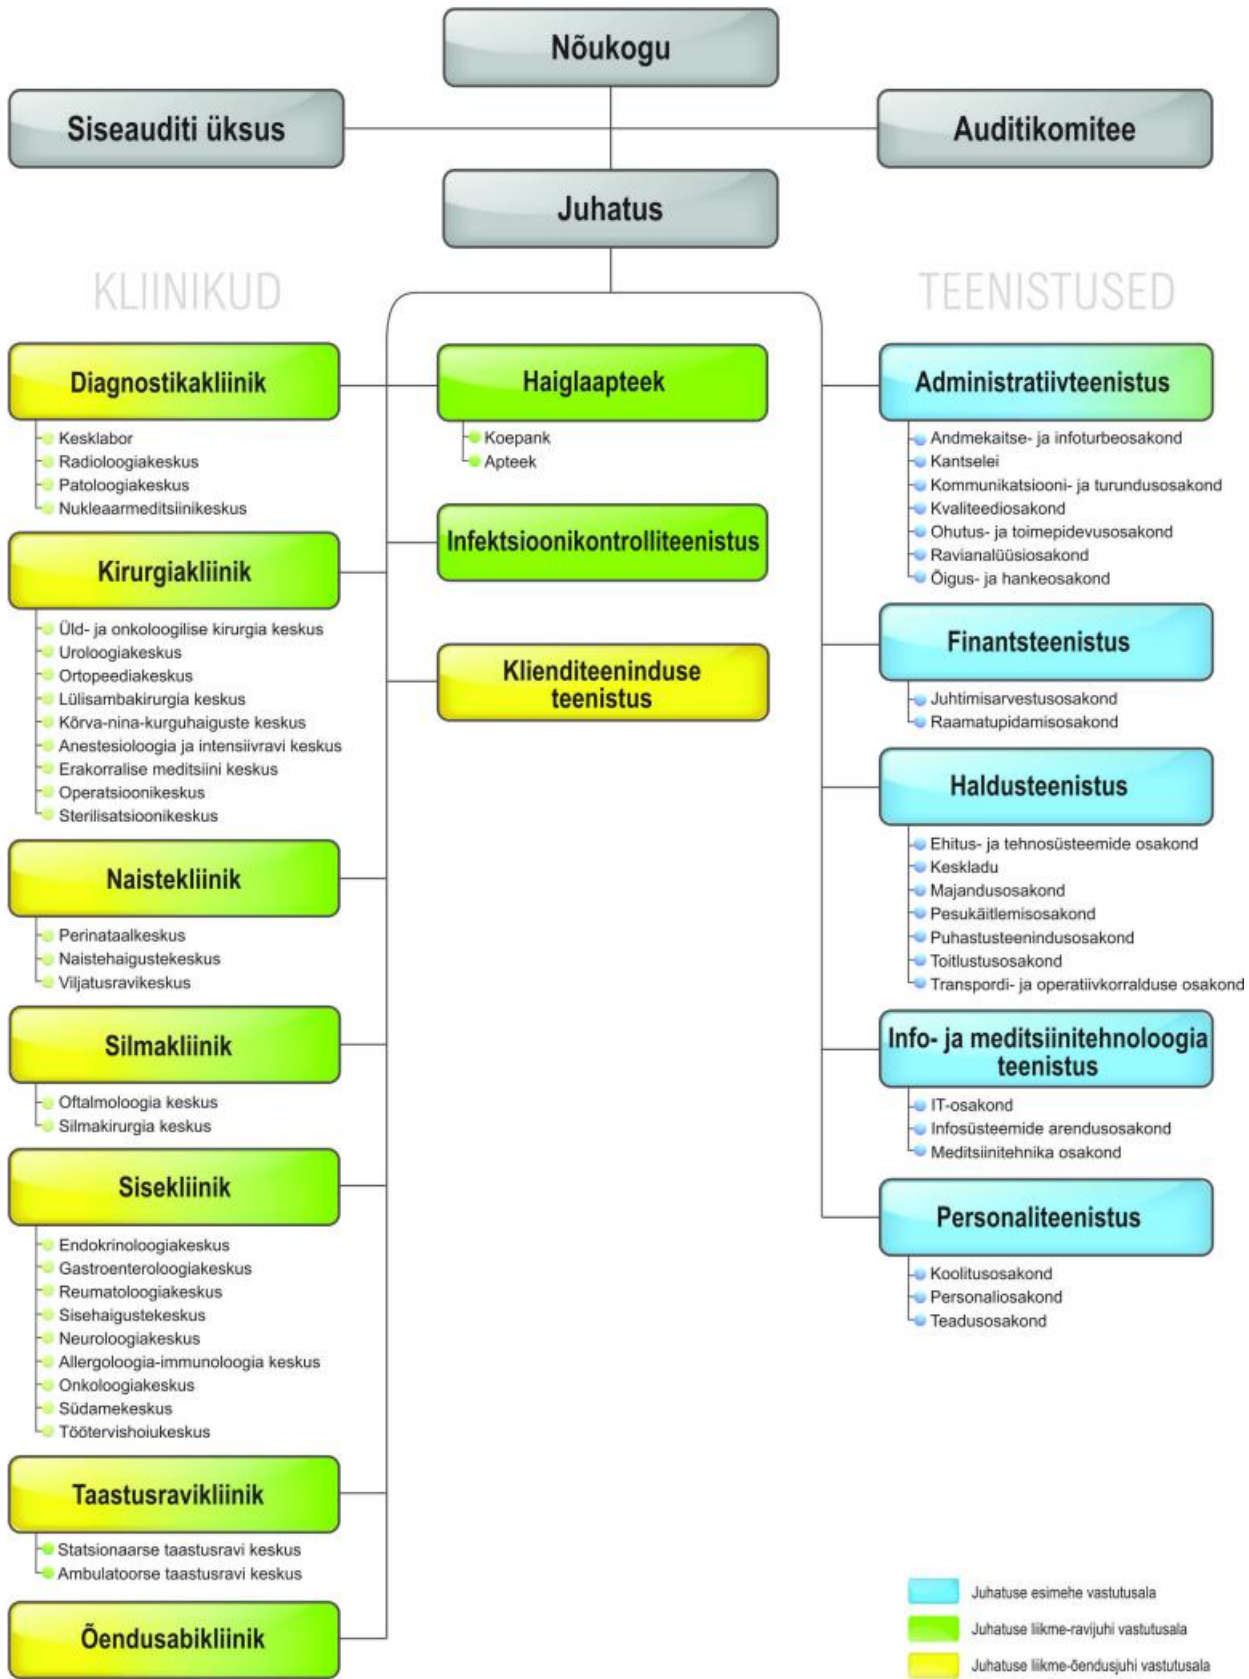 Nõukogu
Siseauditi üksus
Auditikomitee
Juhatus
KLIINIKUD
TEENISTUSED
Diagnostikakliinik
Kesklabor
Radioloogiakeskus
Patoloogiakeskus
Nukleaarmeditsiinikeskus
Kirurgiakliinik
Üld- ja onkoloogilise kirurgia keskus
Uroloogiakeskus
Ortopeediakeskus
Lülisambakirurgia keskus
Kõrva-nina-kurguhaiguste keskus
Anestesioloogia ja intensiivravi keskus
Erakorralise meditsiini keskus
Operatsioonikeskus
Sterilisatsioonikeskus
Naistekliinik
Perinataalkeskus
Naistehaigustekeskus
Viljatusravikeskus
Silmakliinik
Oftalmoloogia keskus
Silmakirurgia keskus
Sisekliinik
Endokrinoloogiakeskus
Gastroenteroloogiakeskus
Reumatoloogiakeskus
Sisehaigustekeskus
Neuroloogiakeskus
Allergoloogia-immunoloogia keskus
Onkoloogiakeskus
Südamekeskus
Töötervishoiukeskus
Taastusravikliinik
Statsionaarse taastusravi keskus
Ambulatoorse taastusravi keskus
Õendusabikliinik
Haiglaapteek
Koepank
Apteek
Infektsioonikontrolliteenistus
Klienditeeninduse
teenistus
Administratiivteenistus
Andmekaitse- ja infoturbeosakond
Kantselei
Kommunikatsiooni- ja turundusosakond
Kvaliteediosakond
Ohutus- ja toimepidevusosakond
Ravianalüüsiosakond
Õigus- ja hankeosakond
Finantsteenistus
Juhtimisarvestusosakond
Raamatupidamisosakond
Haldusteenistus
Ehitus- ja tehnosüsteemide osakond
Keskladu
Majandusosakond
Pesukäitlemisosakond
Puhastusteenindusosakond
Toitlustusosakond
Transpordi- ja operatiivkorralduse osakond
Info- ja meditsiinitehnoloogia
teenistus
IT-osakond
Infosüsteemide arendusosakond
Meditsiinitehnika osakond
Personaliteenistus
Koolitusosakond
Personaliosakond
Teadusosakond
Juhatuse esimehe vastutusala
Juhatuse liikme-ravijuhi vastutusala
Juhatuse liikme-õendusjuhi vastutusala